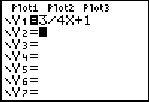 Plot1 Plot2 Plot3
\Y1=3/4X+1
\Y2=
\Y3=
\Y4=
\Y5=
\Y6=
\Y7=